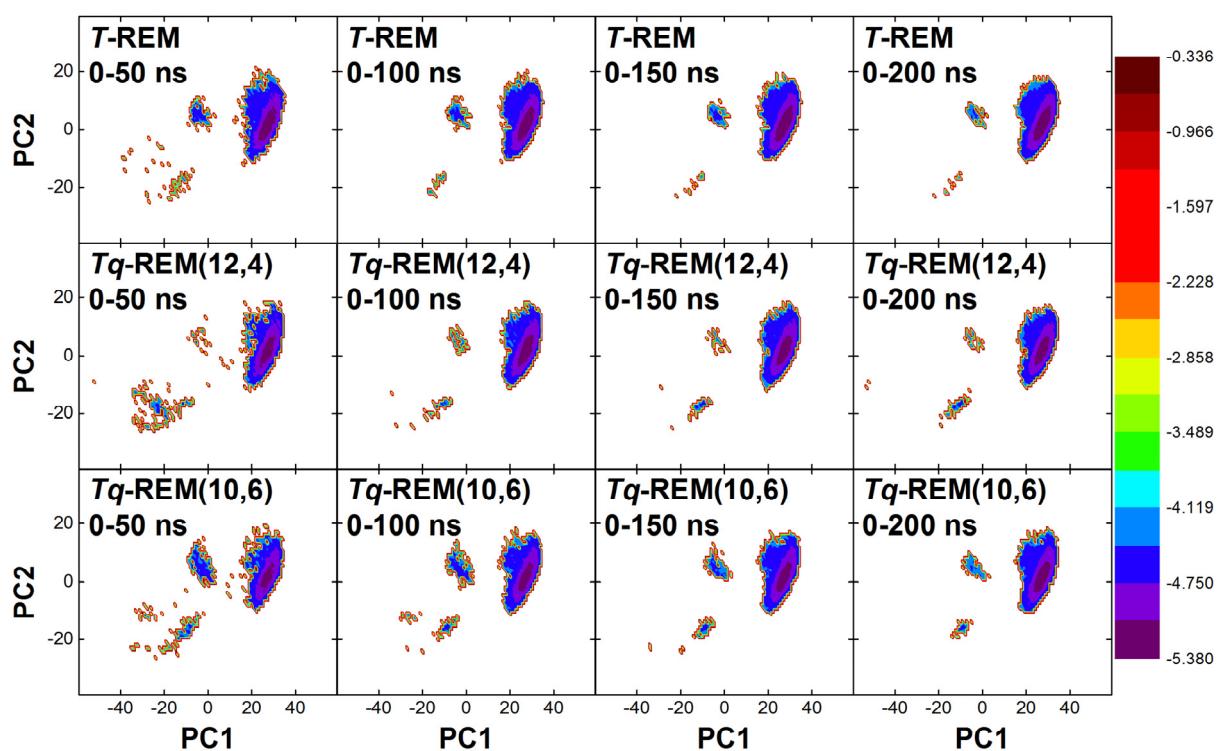 T-REM
0-50 ns
T-REM
0-100 ns
T-REM
0-150 ns
T-REM
0-200 ns
PC2
20
0
-20
Tq-REM(12,4)
0-50 ns
Tq-REM(12,4)
0-100 ns
Tq-REM(12,4)
0-150 ns
Tq-REM(12,4)
0-200 ns
PC2
20
0
-20
Tq-REM(10,6)
0-50 ns
Tq-REM(10,6)
0-100 ns
Tq-REM(10,6)
0-150 ns
Tq-REM(10,6)
0-200 ns
PC2
20
0
-20
-40 -20 0 20 40
-40 -20 0 20 40
-40 -20 0 20 40
-40 -20 0 20 40
PC1
PC1
PC1
PC1
-0.336
-0.966
-1.597
-2.228
-2.858
-3.489
-4.119
-4.750
-5.380